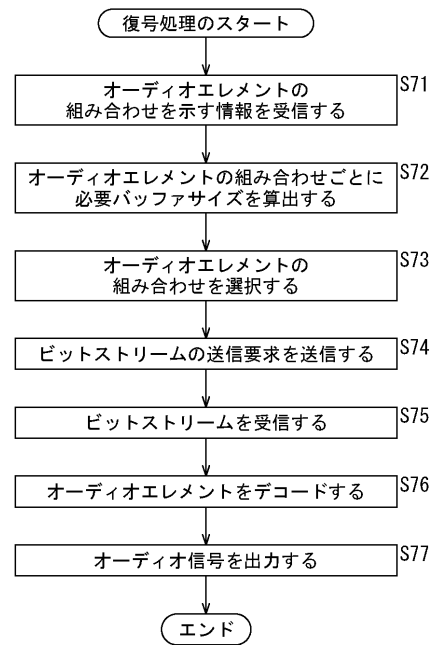 復号処理のスタート
オーディオエレメントの
組み合わせを示す情報を受信する
S71
オーディオエレメントの組み合わせごとに
必要バッファサイズを算出する
S72
オーディオエレメントの
組み合わせを選択する
S73
ビットストリームの送信要求を送信する
S74
ビットストリームを受信する
S75
オーディオエレメントをデコードする
S76
オーディオ信号を出力する
S77
エンド